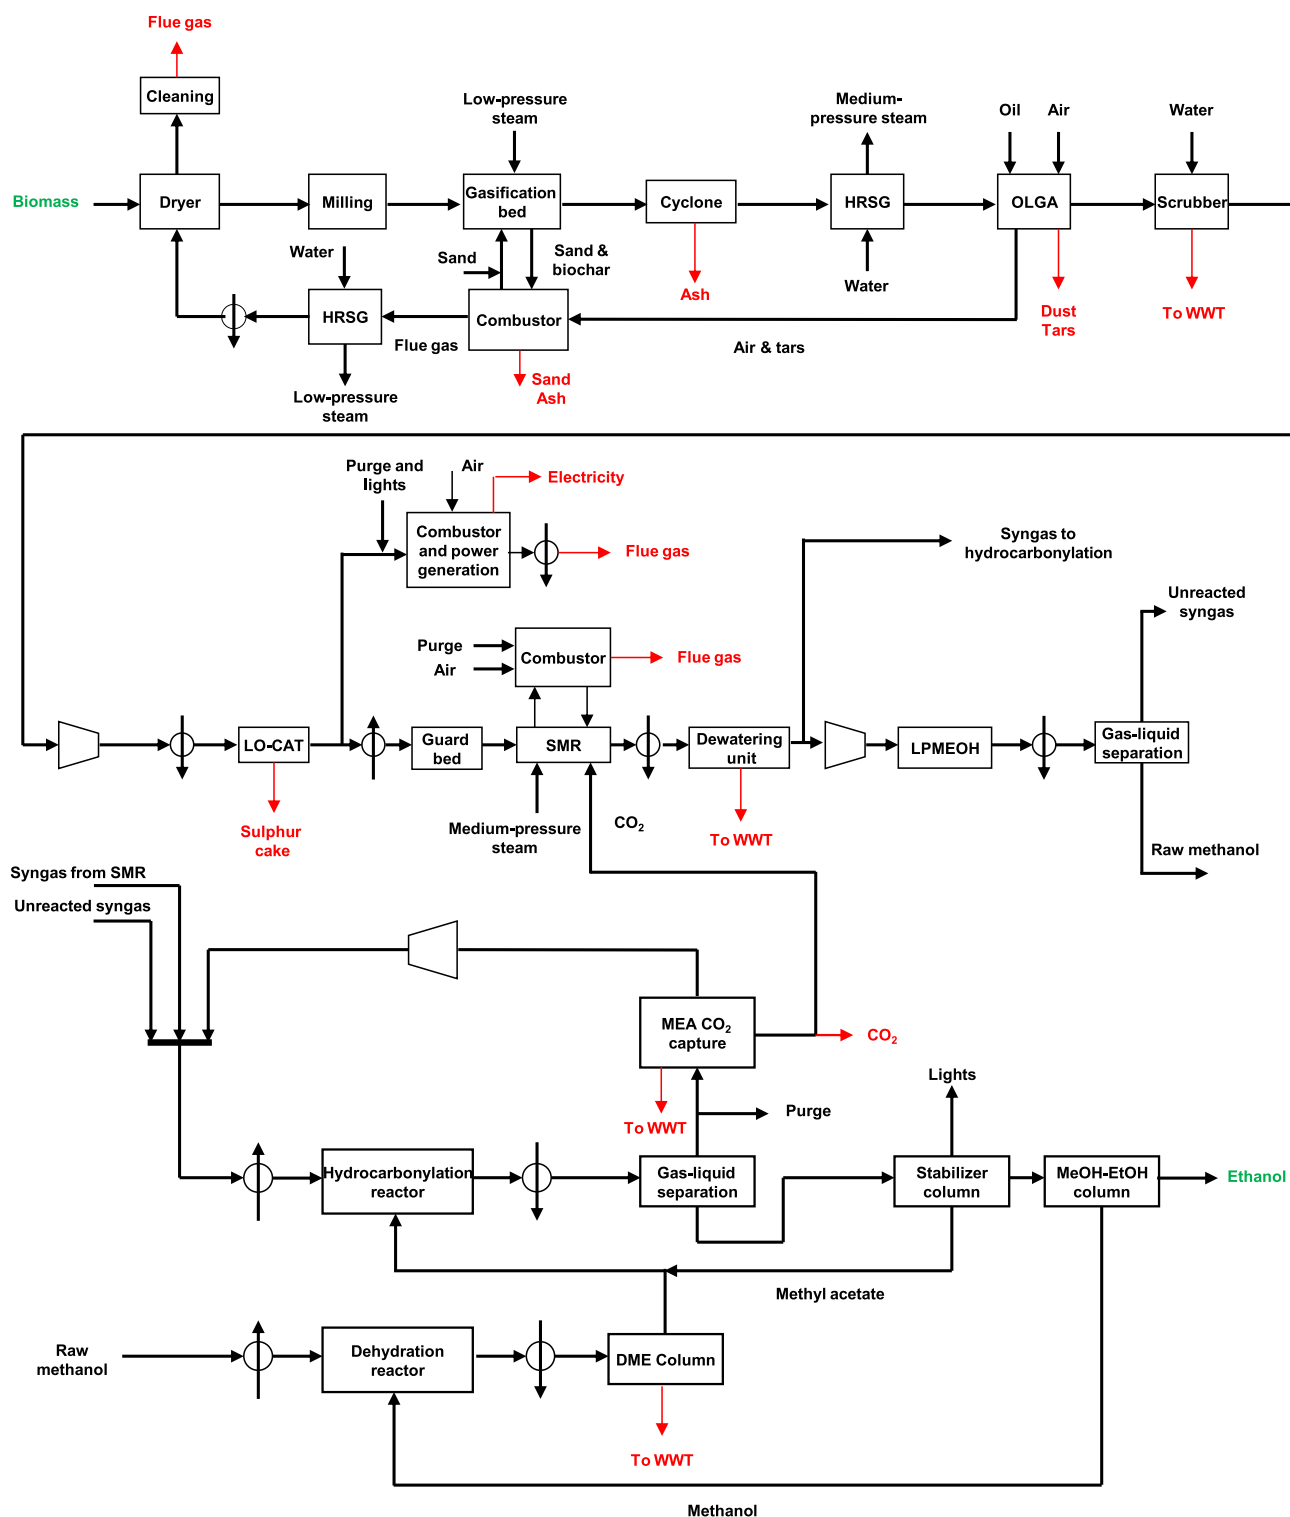 Flue gas
Cleaning
Low-pressure
steam
Medium-
pressure steam
Oil
Air
Water
Biomass
Dryer
Milling
Gasification
bed
Cyclone
HRSG
OLGA
Scrubber
Water
Sand
Sand &
biochar
Ash
Water
Dust
Tars
To WWT
HRSG
Combustor
Flue gas
Air & tars
Low-pressure
steam
Sand
Ash
Purge and
lights
Air
Electricity
Combustor
and power
generation
Flue gas
Syngas to
hydrocarbonylation
Unreacted
syngas
Purge
Air
Combustor
Flue gas
LO-CAT
Guard
bed
SMR
Dewatering
unit
LPMEOH
Gas-liquid
separation
Sulphur
cake
Medium-pressure
steam
CO₂
To WWT
Raw methanol
Syngas from SMR
Unreacted syngas
MEA CO₂
capture
CO₂
To WWT
Purge
Lights
Hydrocarbonylation
reactor
Gas-liquid
separation
Stabilizer
column
MeOH-EtOH
column
Ethanol
Methyl acetate
Raw
methanol
Dehydration
reactor
DME Column
To WWT
Methanol